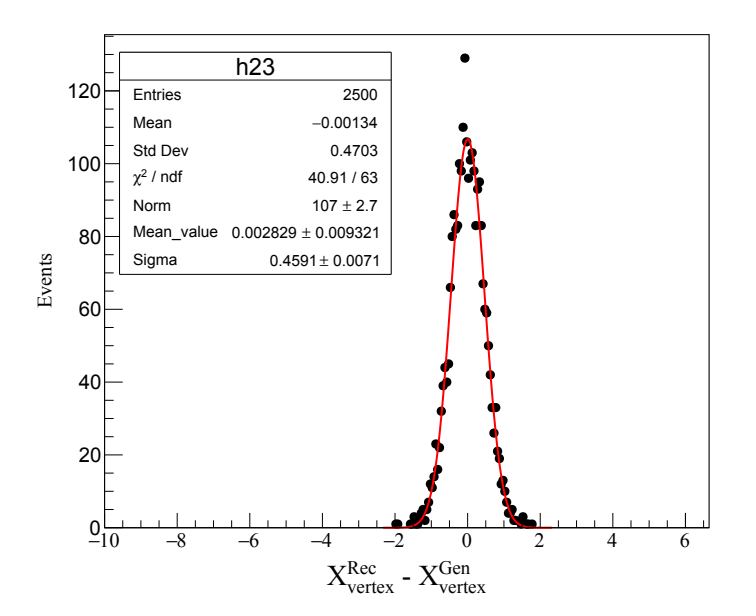 h23
Entries 2500
Mean −0.00134
Std Dev 0.4703
χ² / ndf 40.91 / 63
Norm 107 ± 2.7
Mean_value 0.002829 ± 0.009321
Sigma 0.4591 ± 0.0071
120
100
80
60
40
20
0
Events
−10 −8 −6 −4 −2 0 2 4 6
X^Rec_vertex - X^Gen_vertex